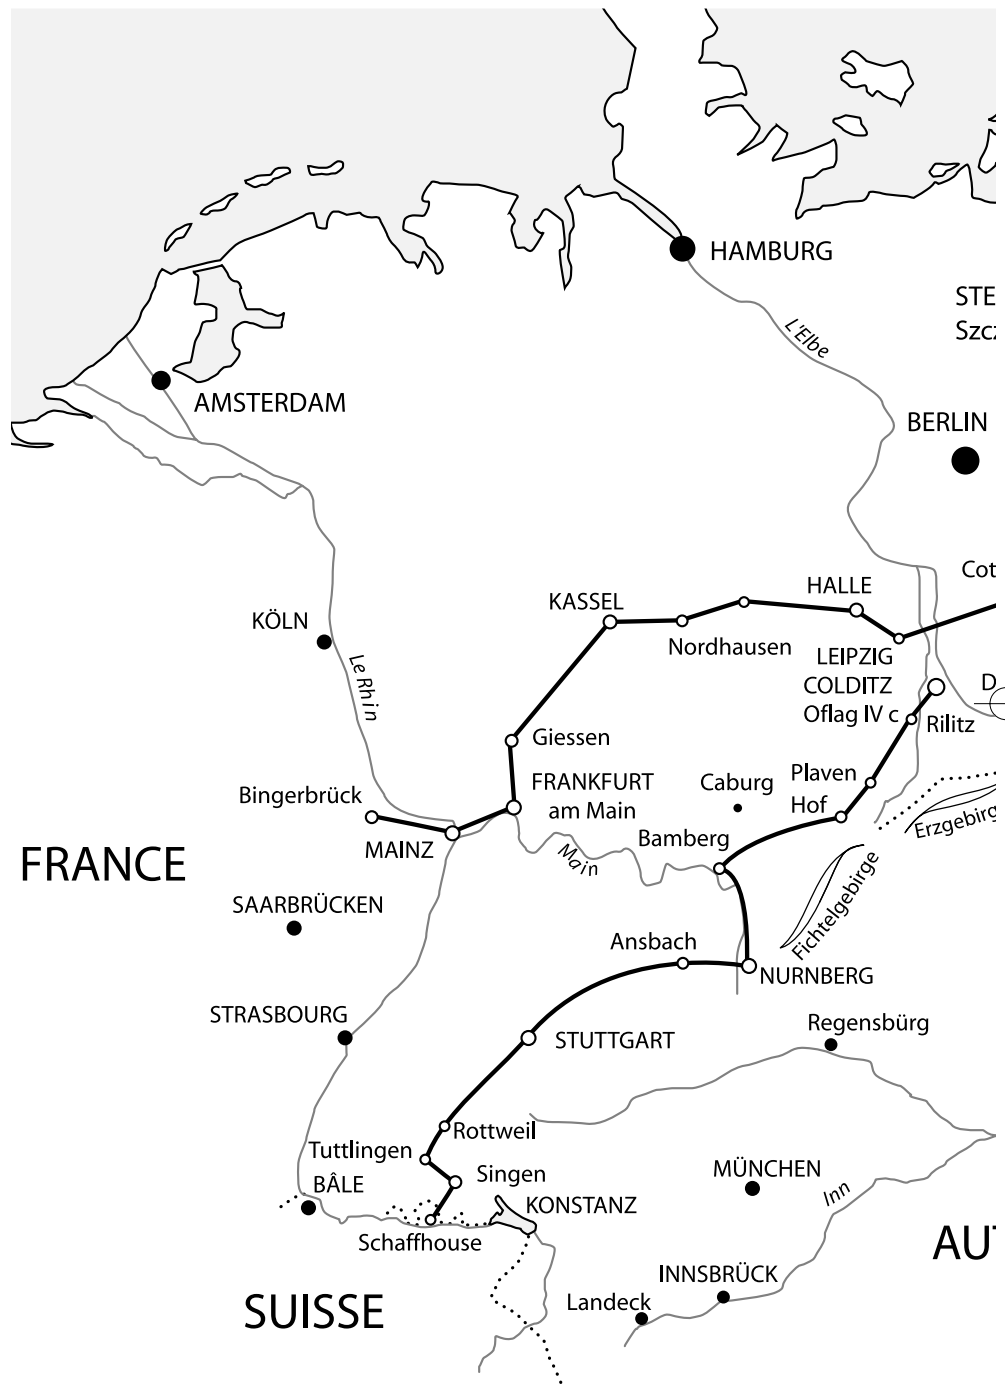 HAMBURG
STE
Szcz
L'Elbe
AMSTERDAM
BERLIN
Cot
HALLE
KASSEL
KÖLN
Nordhausen
LEIPZIG
COLDITZ
Oflag IV c
D
Rilitz
Le Rhin
Giessen
Plaven
Hof
Caburg
FRANKFURT
am Main
Bingerbrück
Erzgebirg
MAINZ
Main
Bamberg
FRANCE
Fichtelgebirge
SAARBRÜCKEN
Ansbach
NURNBERG
STRASBOURG
STUTTGART
Regensbürg
Rottweil
Tuttlingen
Singen
MÜNCHEN
BÂLE
KONSTANZ
Inn
Schaffhouse
AUT
INNSBRÜCK
SUISSE
Landeck